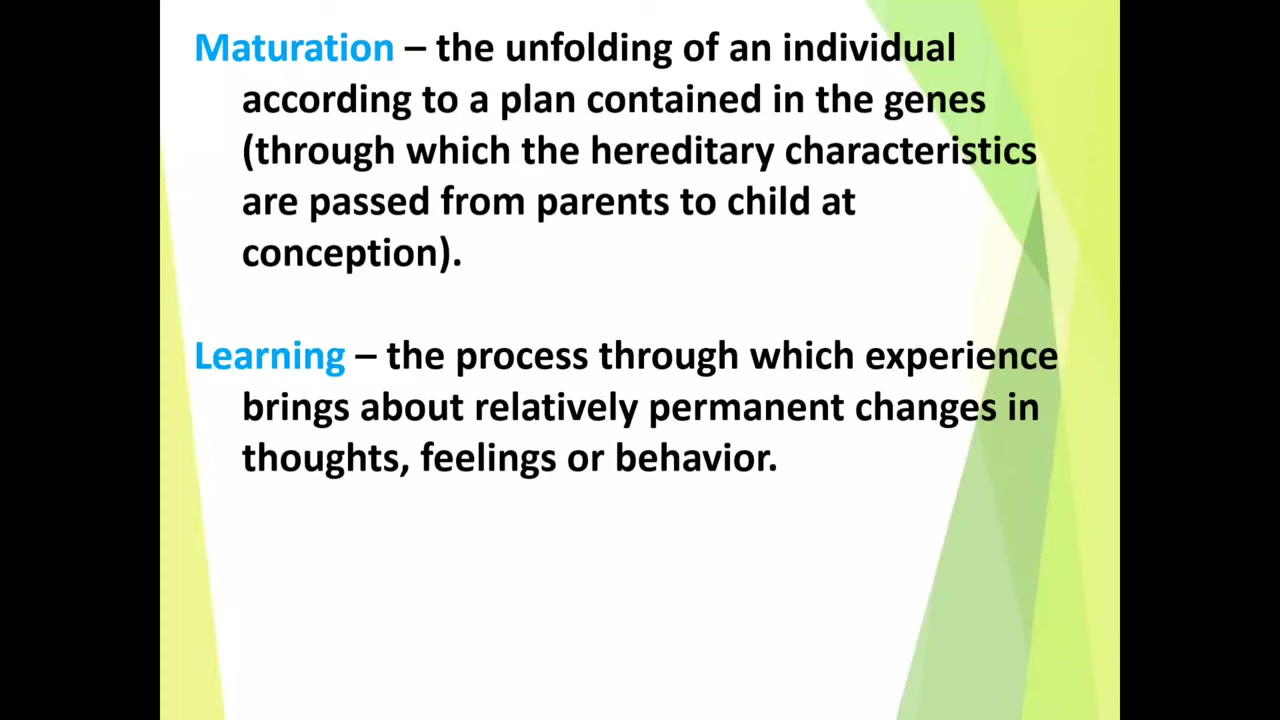 Maturation – the unfolding of an individual
according to a plan contained in the genes
(through which the hereditary characteristics
are passed from parents to child at
conception).
Learning – the process through which experience
brings about relatively permanent changes in
thoughts, feelings or behavior.